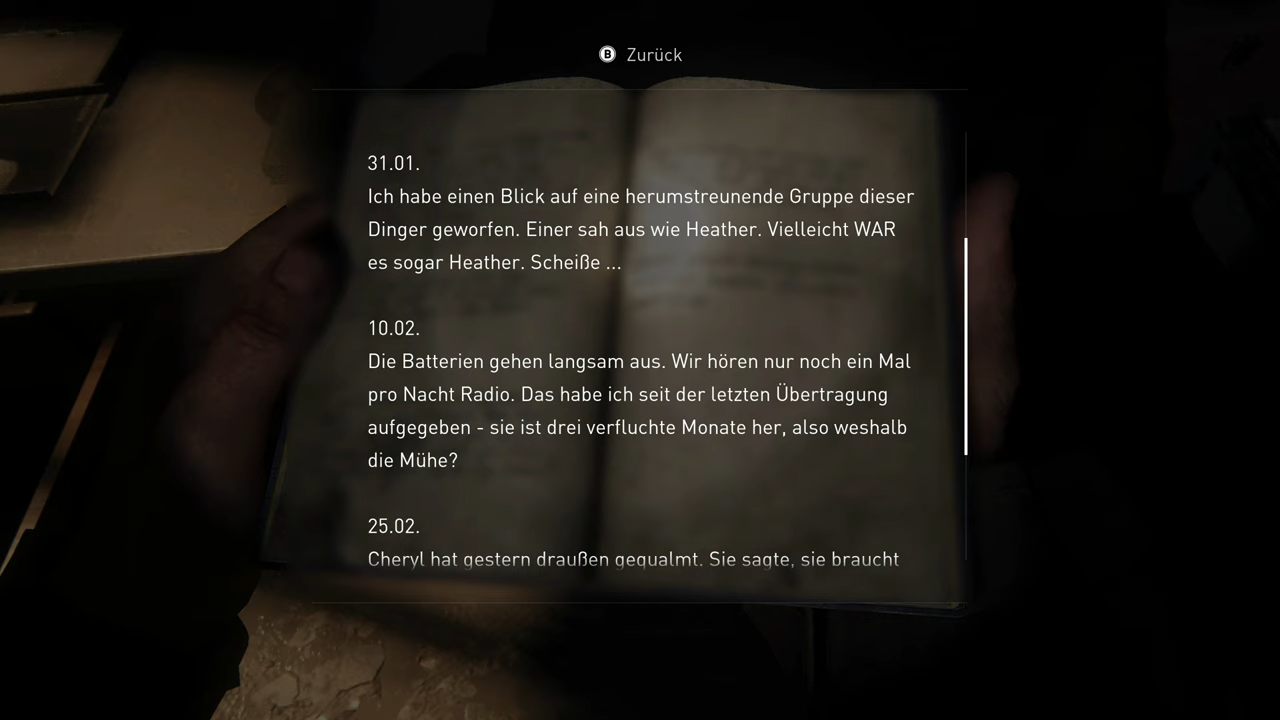 B Zurück
31.01.
Ich habe einen Blick auf eine herumstreunende Gruppe dieser
Dinger geworfen. Einer sah aus wie Heather. Vielleicht WAR
es sogar Heather. Scheiße ...
10.02.
Die Batterien gehen langsam aus. Wir hören nur noch ein Mal
pro Nacht Radio. Das habe ich seit der letzten Übertragung
aufgegeben - sie ist drei verfluchte Monate her, also weshalb
die Mühe?
25.02.
Cheryl hat gestern draußen gequalmt. Sie sagte, sie braucht